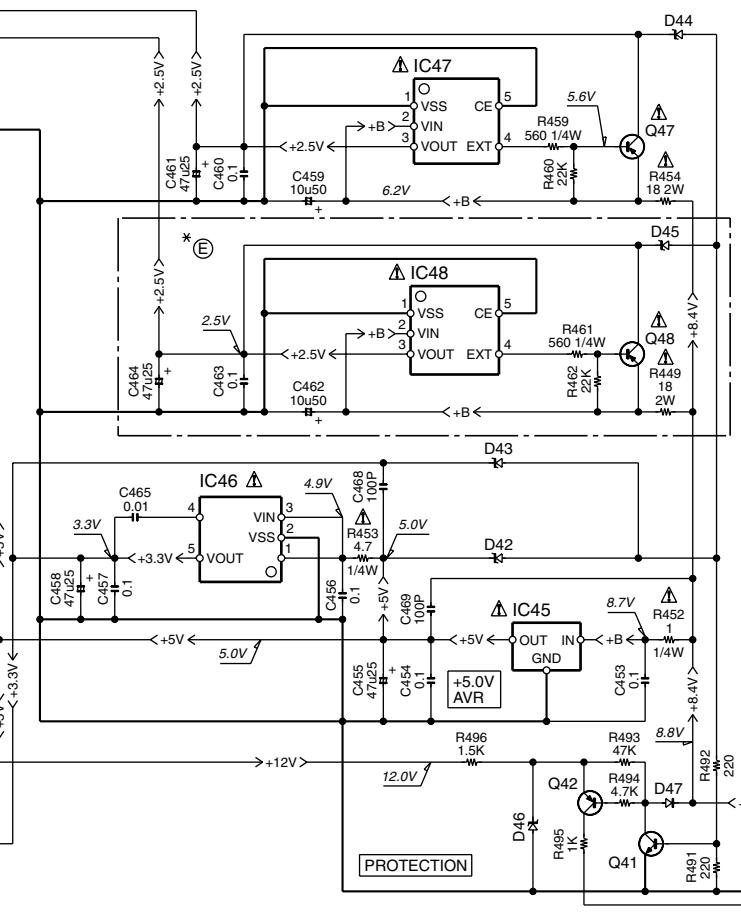 D44
+2.5V
+2.5V
⚠ IC47
1 VSS
CE 5
2 VIN
3 VOUT
EXT 4
+B
+2.5V
R459
560 1/4W
5.6V
⚠
Q47
C461
47u25
+
C460
0.1
C459
10u50
+
6.2V
+B
R460
22K
⚠
R454
18 2W
* E
D45
+2.5V
⚠ IC48
1 VSS
CE 5
2 VIN
3 VOUT
EXT 4
+B
2.5V
+2.5V
R461
560 1/4W
⚠
Q48
⚠
R449
18
2W
+8.4V
C464
47u25
+
C463
0.1
C462
10u50
+
+B
R462
22K
D43
IC46 ⚠
C465
0.01
4
VIN 3
VSS 2
5 VOUT
1
4.9V
C468
100P
⚠
R453
4.7
1/4W
5.0V
D42
3.3V
+3.3V
C458
47u25
+
C457
0.1
C456
0.1
+5V
C469
100P
⚠ IC45
OUT IN
GND
8.7V
⚠
R452
1
1/4W
+5V
5.0V
+5V
+B
+3.3V
C455
47u25
+
C454
0.1
+5.0V
AVR
C453
0.1
+8.4V
8.8V
+12V
R496
1.5K
12.0V
R493
47K
R494
4.7K
Q42
D47
R492
220
D46
R495
1K
Q41
R491
220
PROTECTION